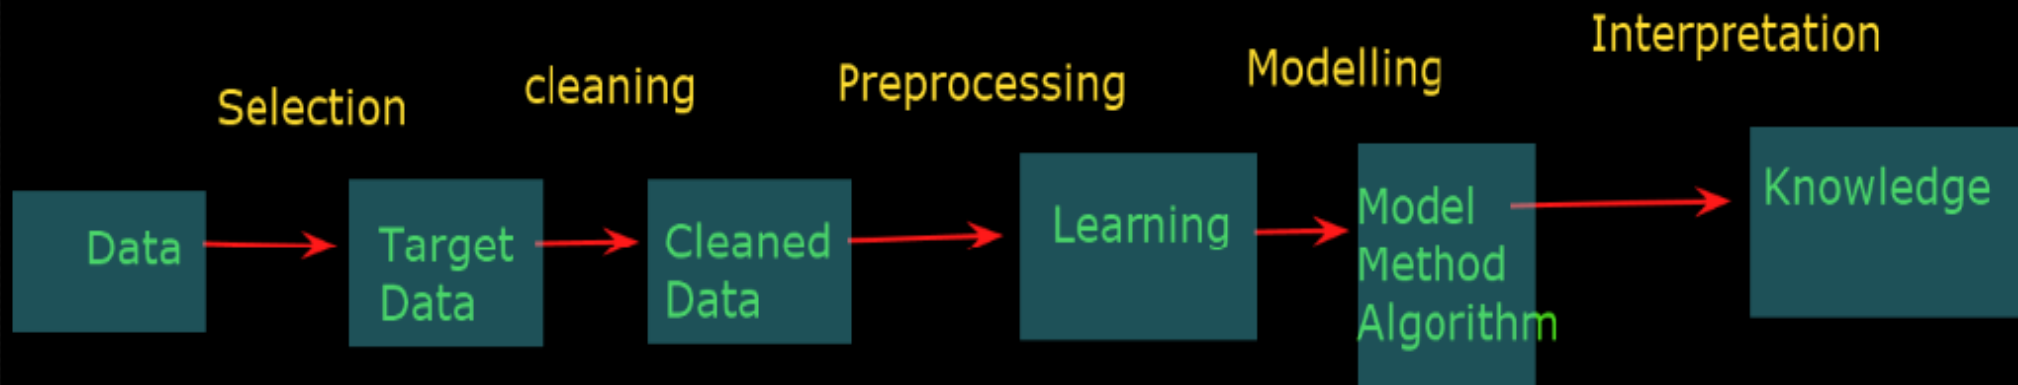 Selection
cleaning
Preprocessing
Modelling
Interpretation
Data
Target
Data
Cleaned
Data
Learning
Model
Method
Algorithm
Knowledge